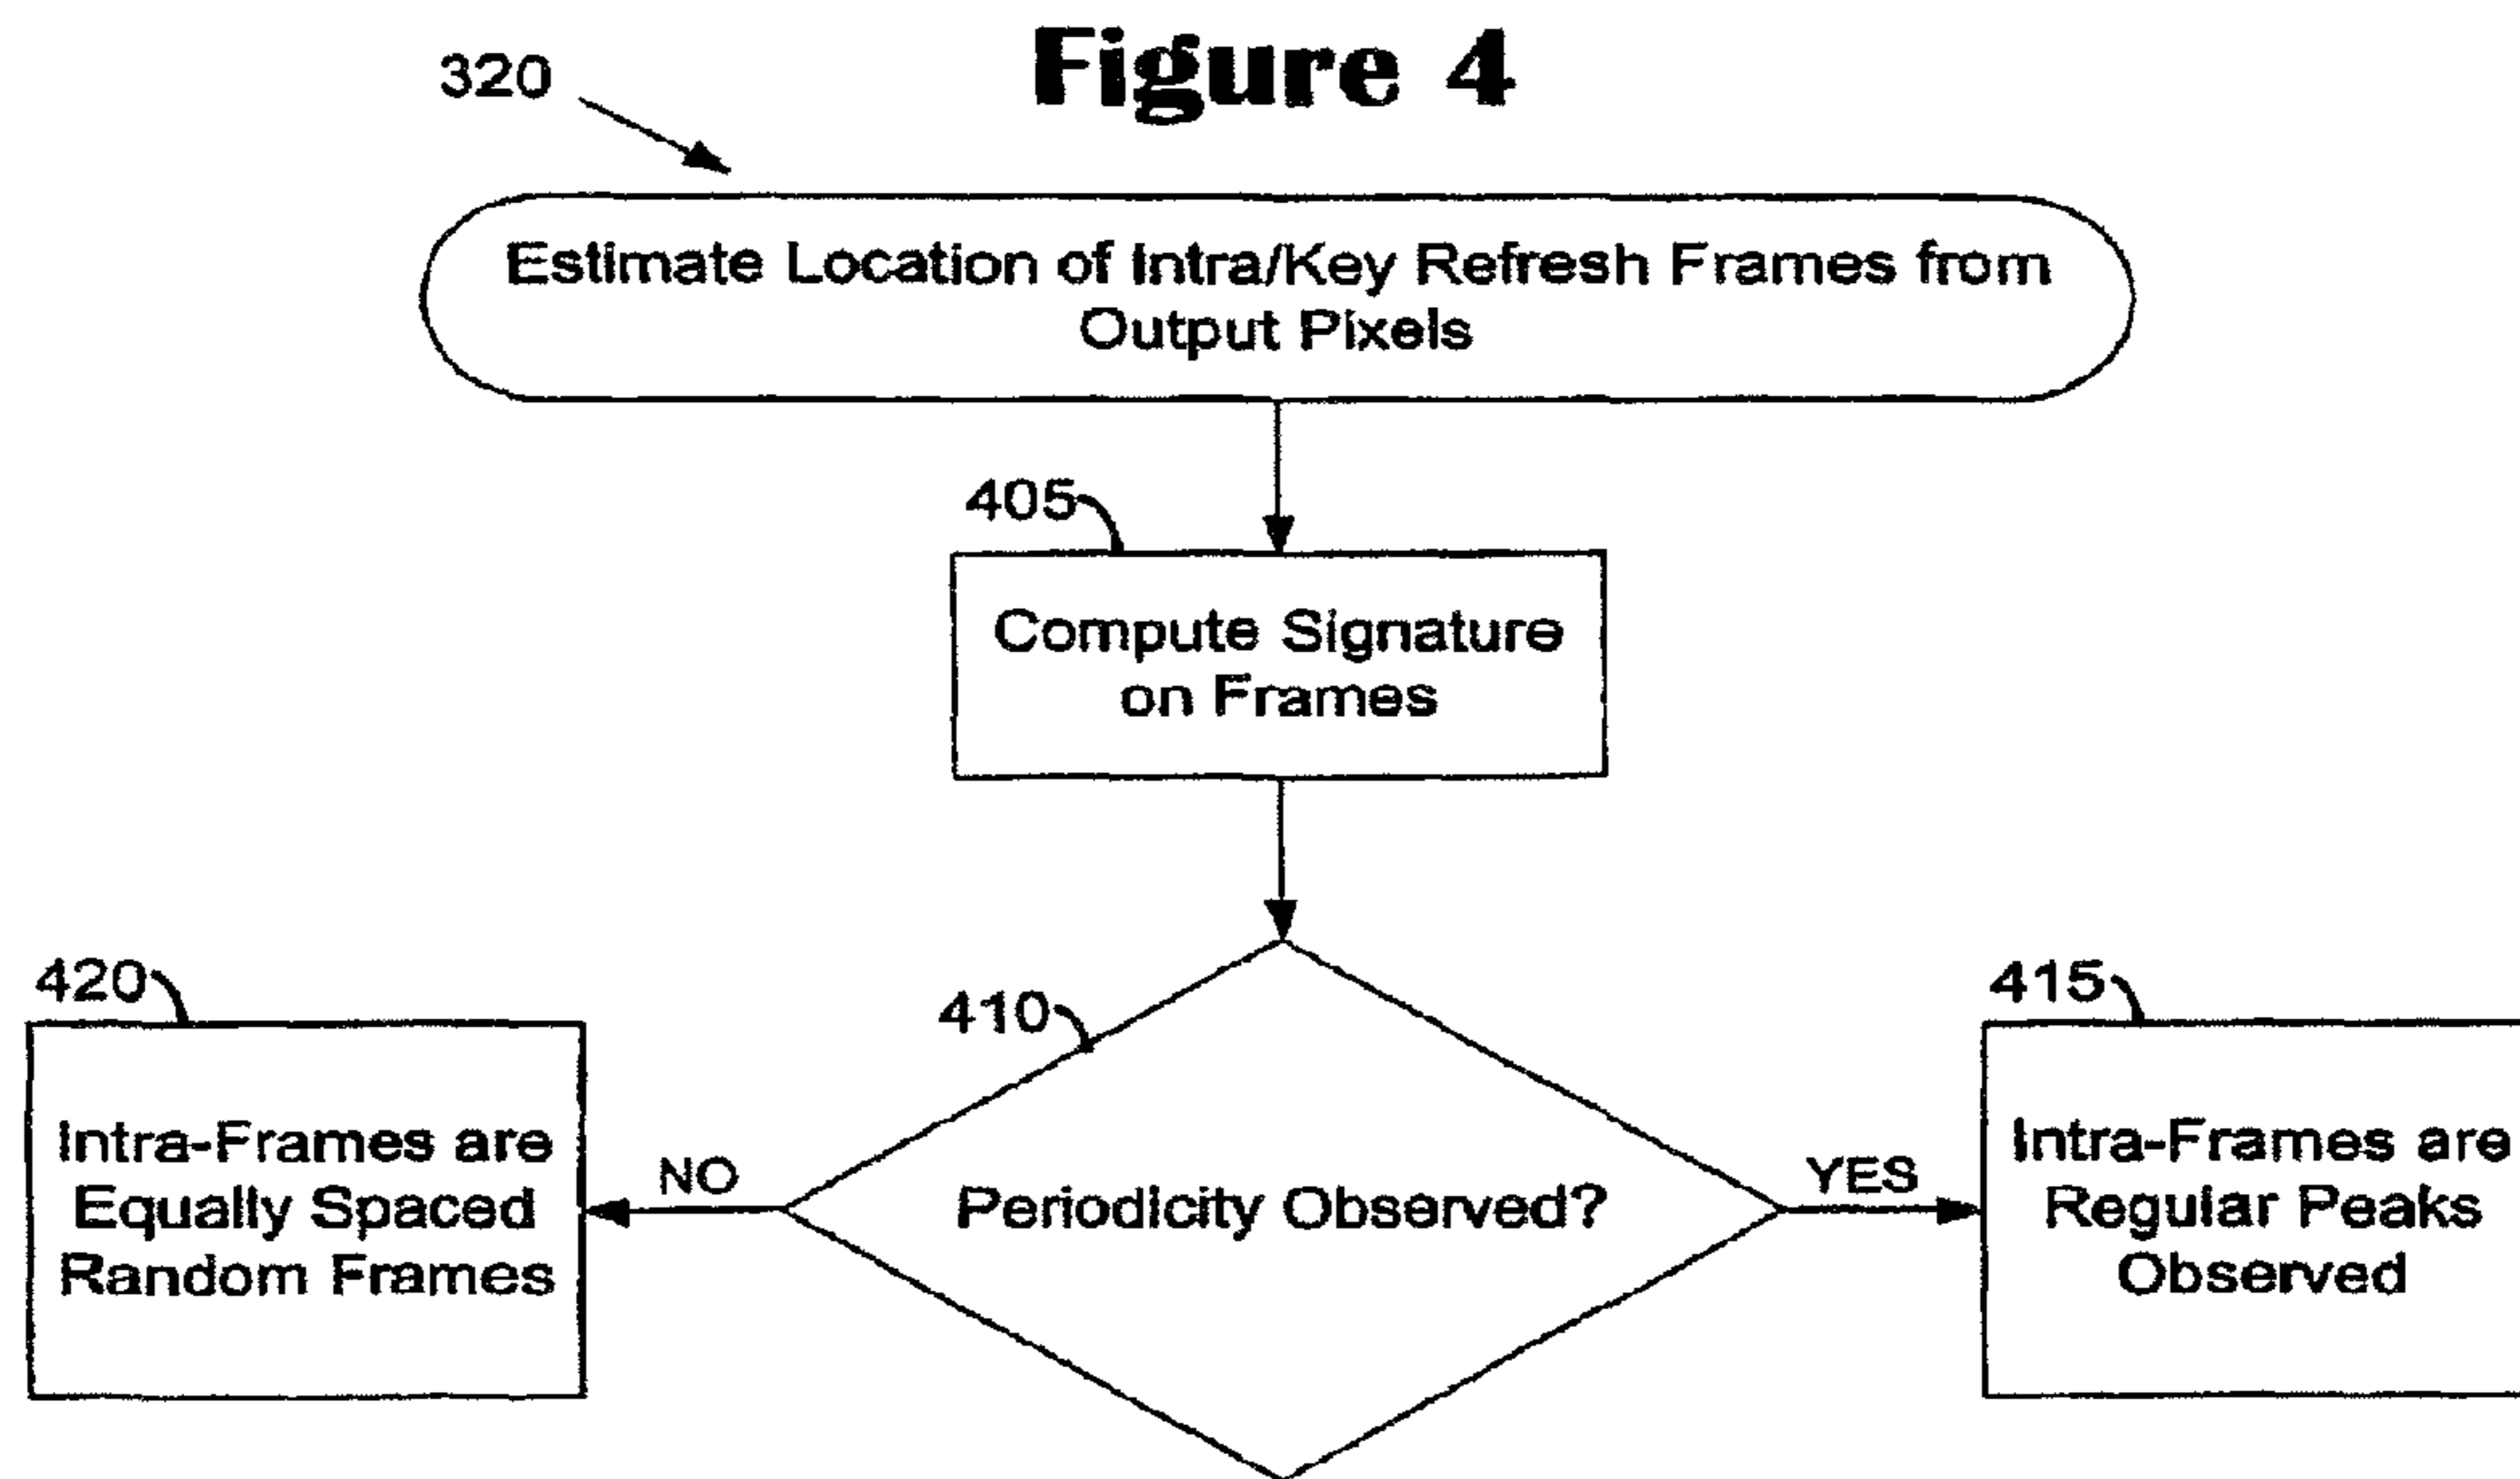 Figure 4
320
Estimate Location of Intra/Key Refresh Frames from
Output Pixels
405
Compute Signature
on Frames
420
410
415
Intra-Frames are
Equally Spaced
Random Frames
NO
Periodicity Observed?
YES
Intra-Frames are
Regular Peaks
Observed